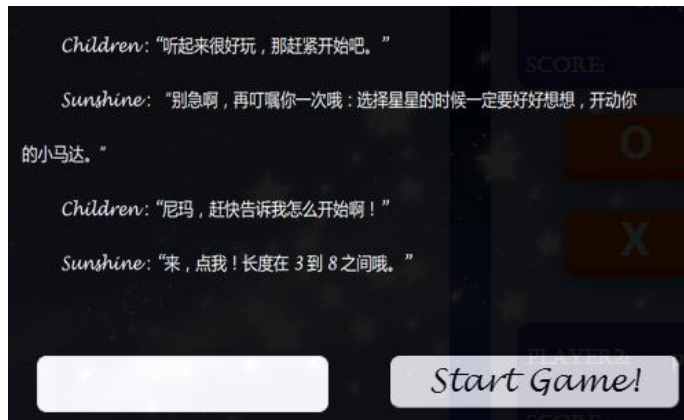 Children: “听起来很好玩，那赶紧开始吧。”
SCORE:
Sunshine: “别急啊，再叮嘱你一次哦：选择星星的时候一定要好好想想，开动你
的小马达。”
O
Children: “尼玛，赶快告诉我怎么开始啊！”
X
Sunshine: “来，点我！长度在 3 到 8 之间哦。”
PLAYER2:
Start Game!
SCORE: